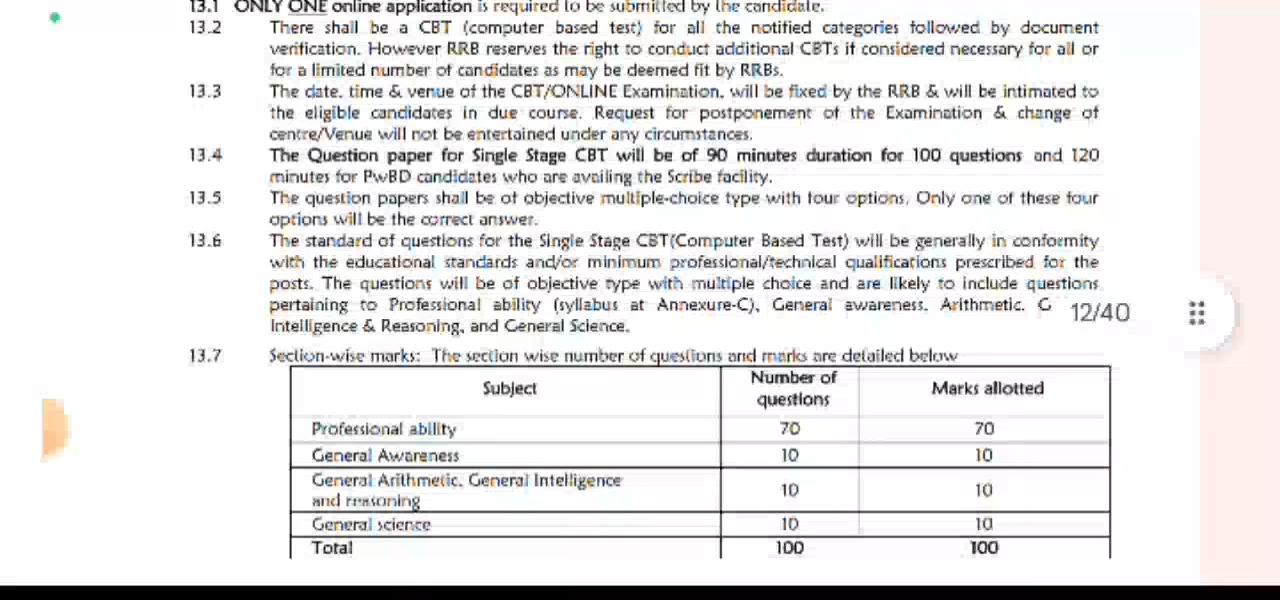 13.1 ONLY ONE online application is required to be submitted by the candidate.
13.2 There shall be a CBT (computer based test) for all the notified categories followed by document
verification. However RRB reserves the right to conduct additional CBTs if considered necessary for all or
for a limited number of candidates as may be deemed fit by RRBs.
13.3 The date, time & venue of the CBT/ONLINE Examination, will be fixed by the RRB & will be intimated to
the eligible candidates in due course. Request for postponement of the Examination & change of
centre/Venue will not be entertained under any circumstances.
13.4 The Question paper for Single Stage CBT will be of 90 minutes duration for 100 questions and 120
minutes for PwBD candidates who are availing the Scribe facility.
13.5 The question papers shall be of objective multiple-choice type with four options. Only one of these four
options will be the correct answer.
13.6 The standard of questions for the Single Stage CBT(Computer Based Test) will be generally in conformity
with the educational standards and/or minimum professional/technical qualifications prescribed for the
posts. The questions will be of objective type with multiple choice and are likely to include questions
pertaining to Professional ability (syllabus at Annexure-C), General awareness, Arithmetic, G
12/40
Intelligence & Reasoning, and General Science.
13.7 Section-wise marks: The section wise number of questions and marks are detailed below
Subject Number of questions Marks allotted
Professional ability 70 70
General Awareness 10 10
General Arithmetic, General Intelligence
and reasoning 10 10
General science 10 10
Total 100 100